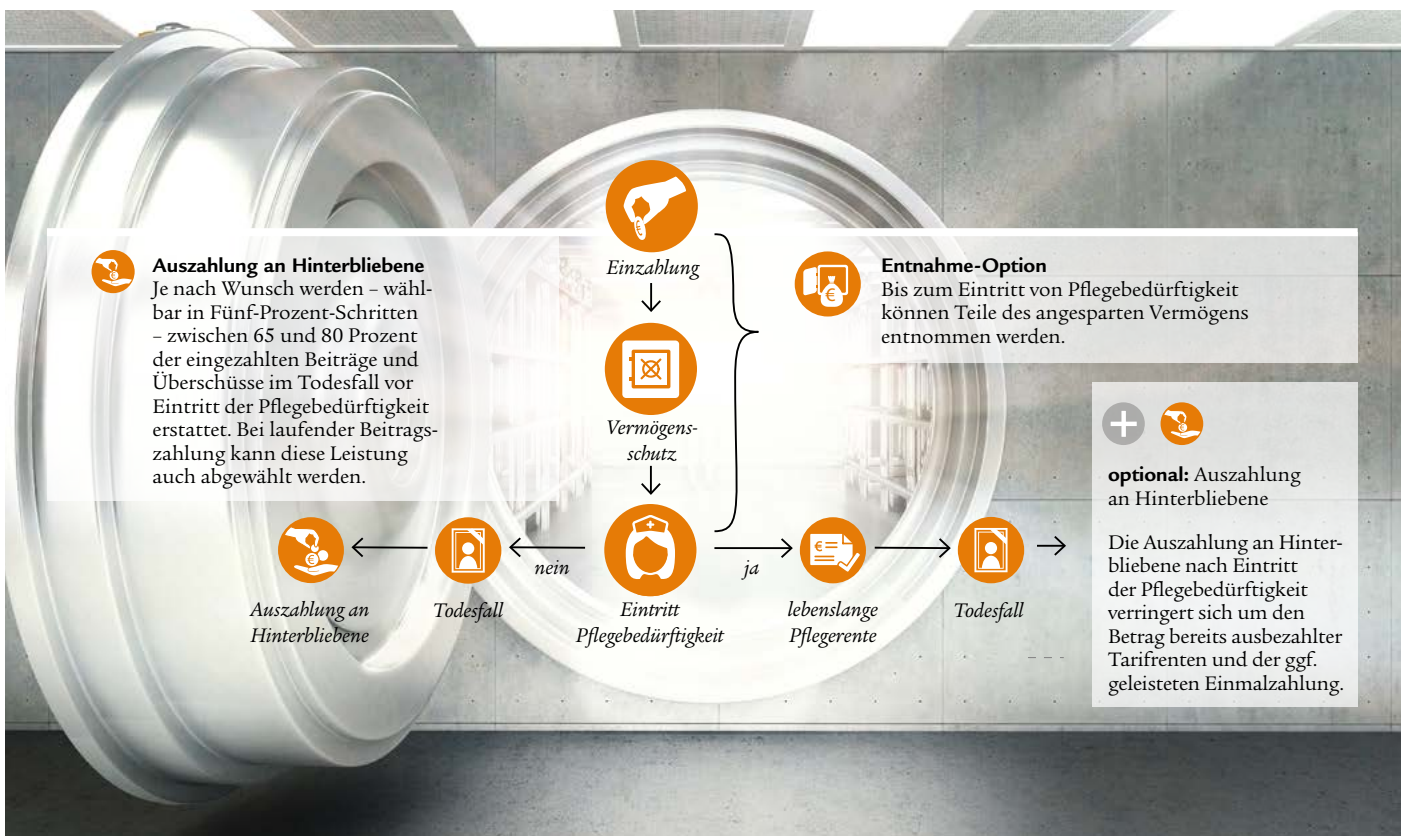 Auszahlung an Hinterbliebene
Je nach Wunsch werden – wähl-
bar in Fünf-Prozent-Schritten
– zwischen 65 und 80 Prozent
der eingezahlten Beiträge und
Überschüsse im Todesfall vor
Eintritt der Pflegebedürftigkeit
erstattet. Bei laufender Beitrags-
zahlung kann diese Leistung
auch abgewählt werden.
Einzahlung
Vermögens-
schutz
Entnahme-Option
Bis zum Eintritt von Pflegebedürftigkeit
können Teile des angesparten Vermögens
entnommen werden.
Auszahlung an
Hinterbliebene
Todesfall
nein
Eintritt
Pflegebedürftigkeit
ja
lebenslange
Pflegerente
Todesfall
optional: Auszahlung
an Hinterbliebene
Die Auszahlung an Hinter-
bliebene nach Eintritt
der Pflegebedürftigkeit
verringert sich um den
Betrag bereits ausbezahlter
Tarifrenten und der ggf.
geleisteten Einmalzahlung.